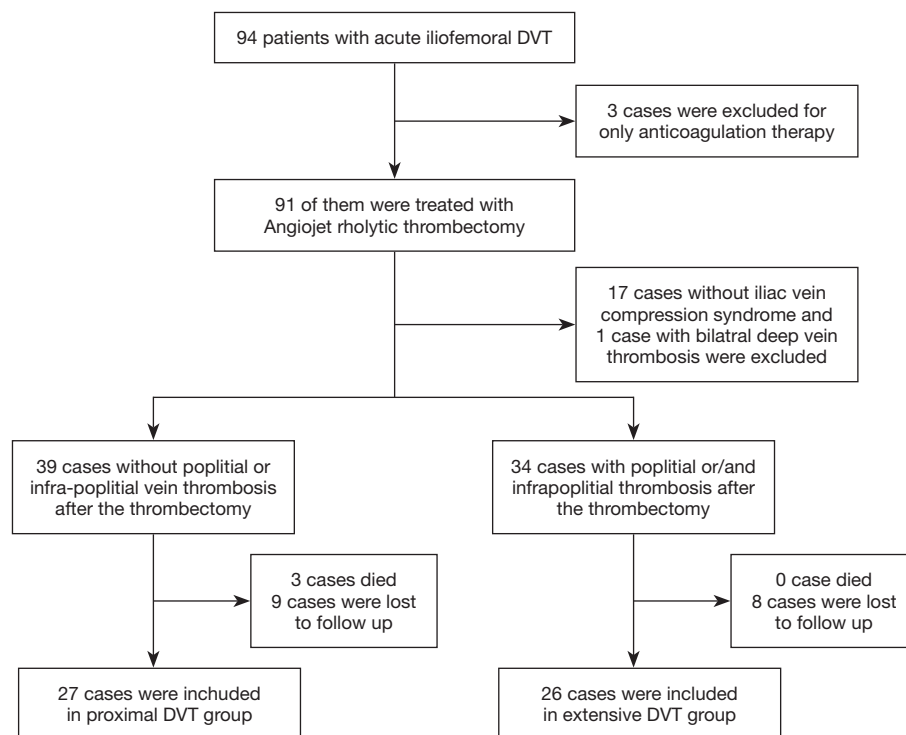 94 patients with acute iliofemoral DVT
3 cases were excluded for
only anticoagulation therapy
91 of them were treated with
Angiojet rholytic thrombectomy
17 cases without iliac vein
compression syndrome and
1 case with bilatral deep vein
thrombosis were excluded
39 cases without poplitial or
infra-poplitial vein thrombosis
after the thrombectomy
34 cases with poplitial or/and
infrapoplitial thrombosis after
the thrombectomy
3 cases died
9 cases were lost
to follow up
0 case died
8 cases were lost
to follow up
27 cases were inchuded
in proximal DVT group
26 cases were included
in extensive DVT group